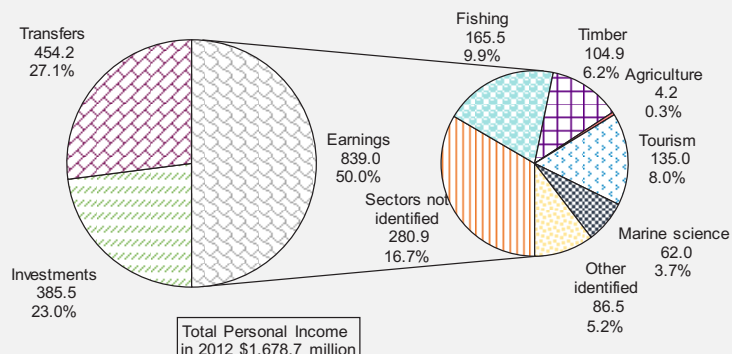 Transfers
454.2
27.1%
Investments
385.5
23.0%
Earnings
839.0
50.0%
Fishing
165.5
9.9%
Timber
104.9
6.2%
Agriculture
4.2
0.3%
Tourism
135.0
8.0%
Marine science
62.0
3.7%
Other
identified
86.5
5.2%
Sectors not
identified
280.9
16.7%
Total Personal Income
in 2012 $1,678.7 million